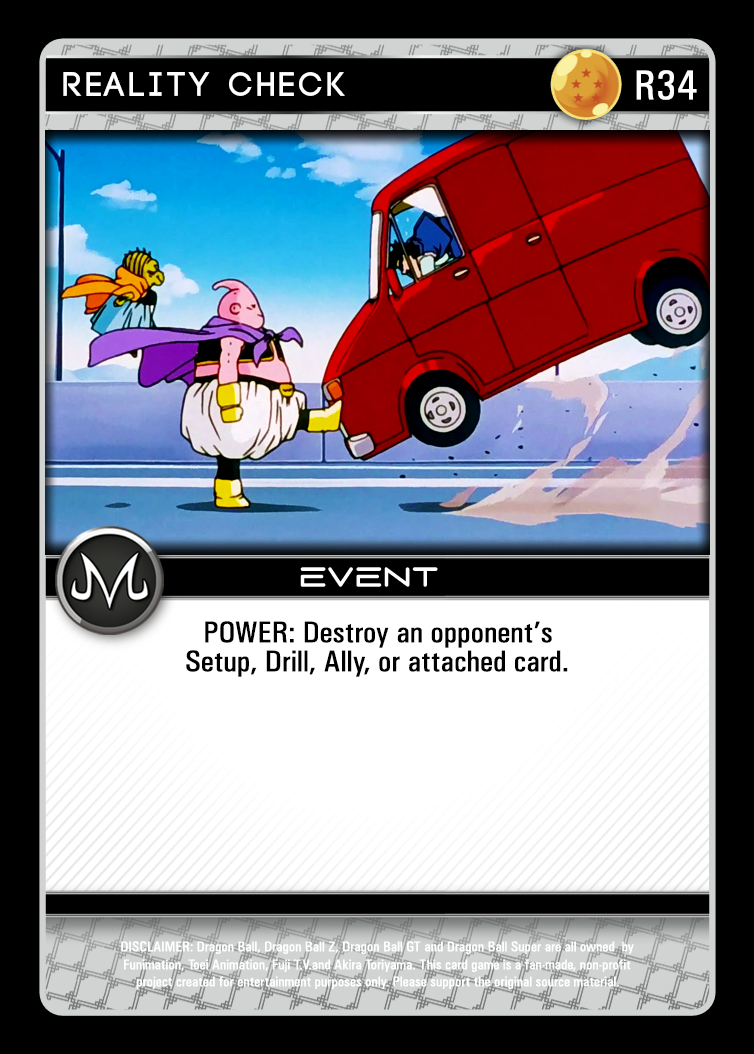 REALITY CHECK R34
EVENT
POWER: Destroy an opponent's
Setup, Drill, Ally, or attached card.
DISCLAIMER: Dragon Ball, Dragon Ball Z, Dragon Ball GT and Dragon Ball Super are all owned by
Funimation, Toei Animation, Fuji T.V.and Akira Toriyama. This card game is a fan-made, non-profit
project created for entertainment purposes only. Please support the original source material.